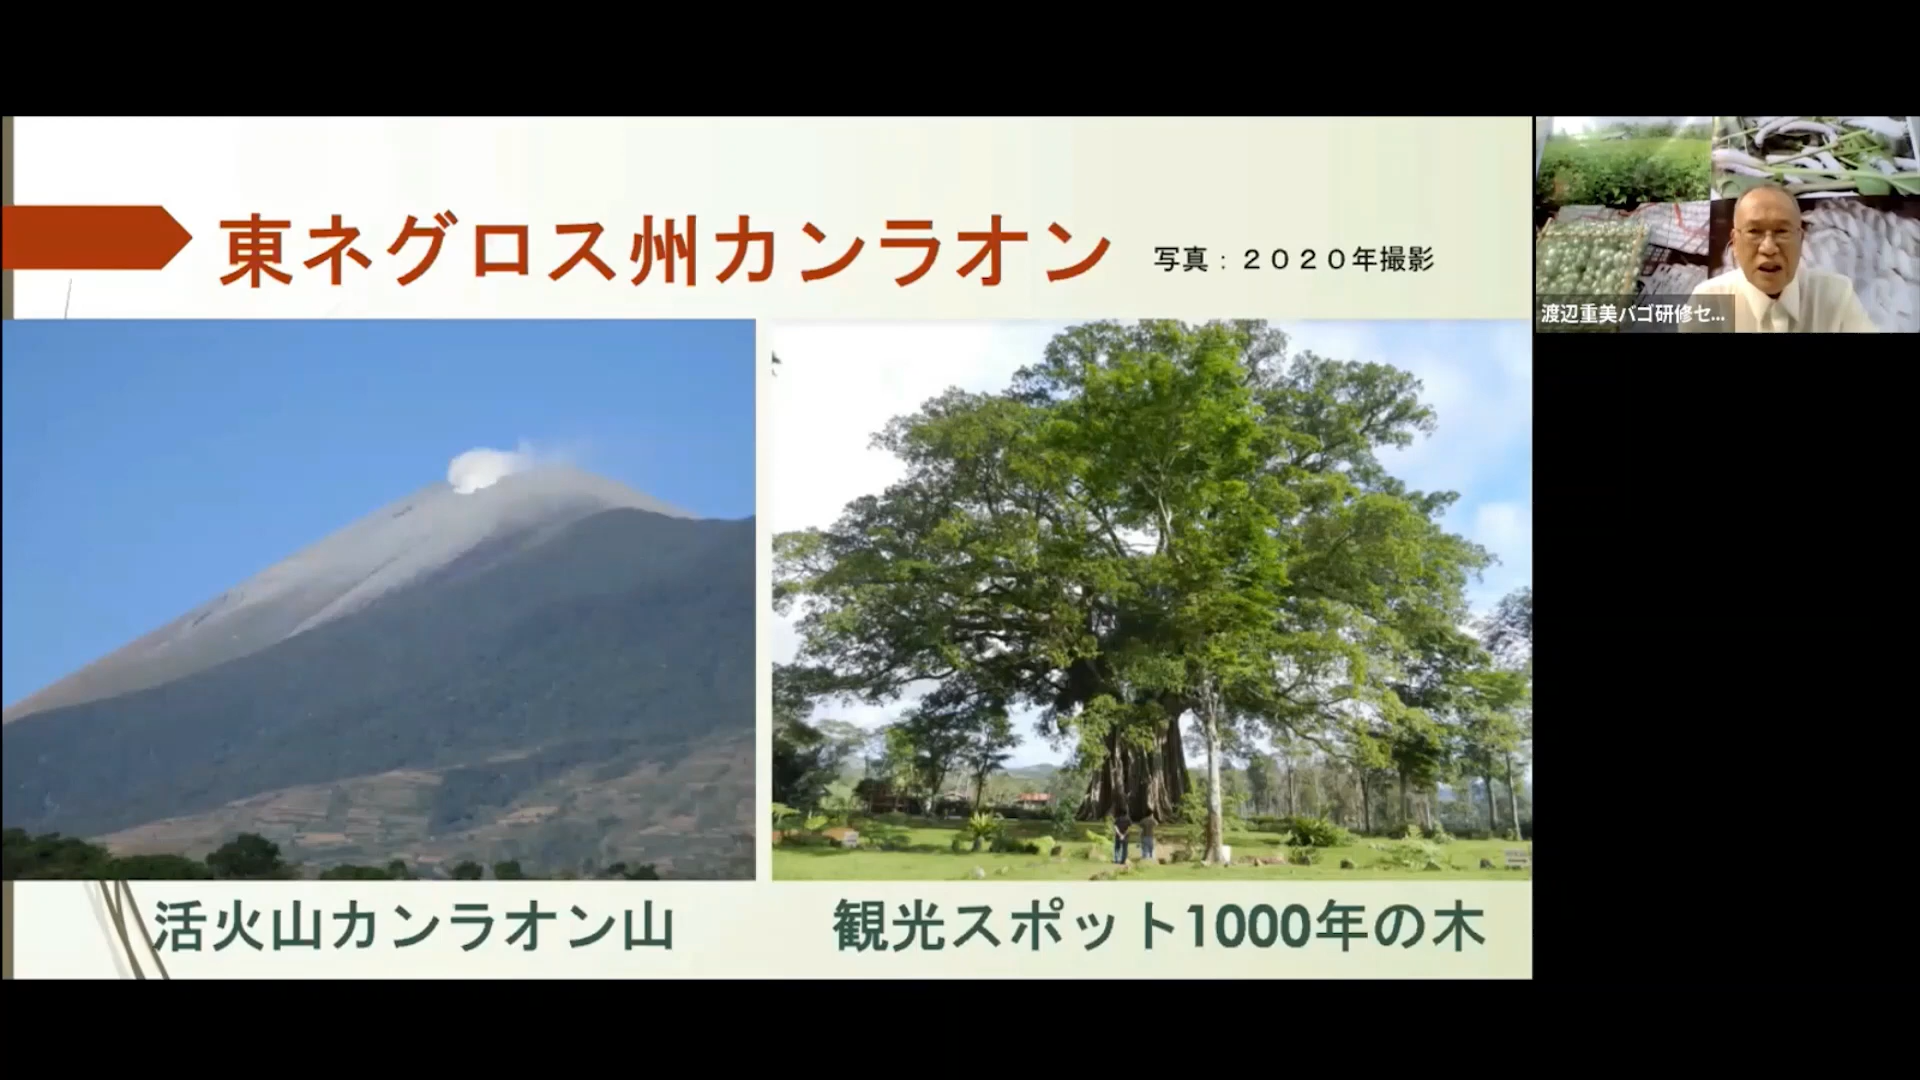 東ネグロス州カンラオン 写真：２０２０年撮影
渡辺重美バゴ研修セ...
活火山カンラオン山
観光スポット1000年の木